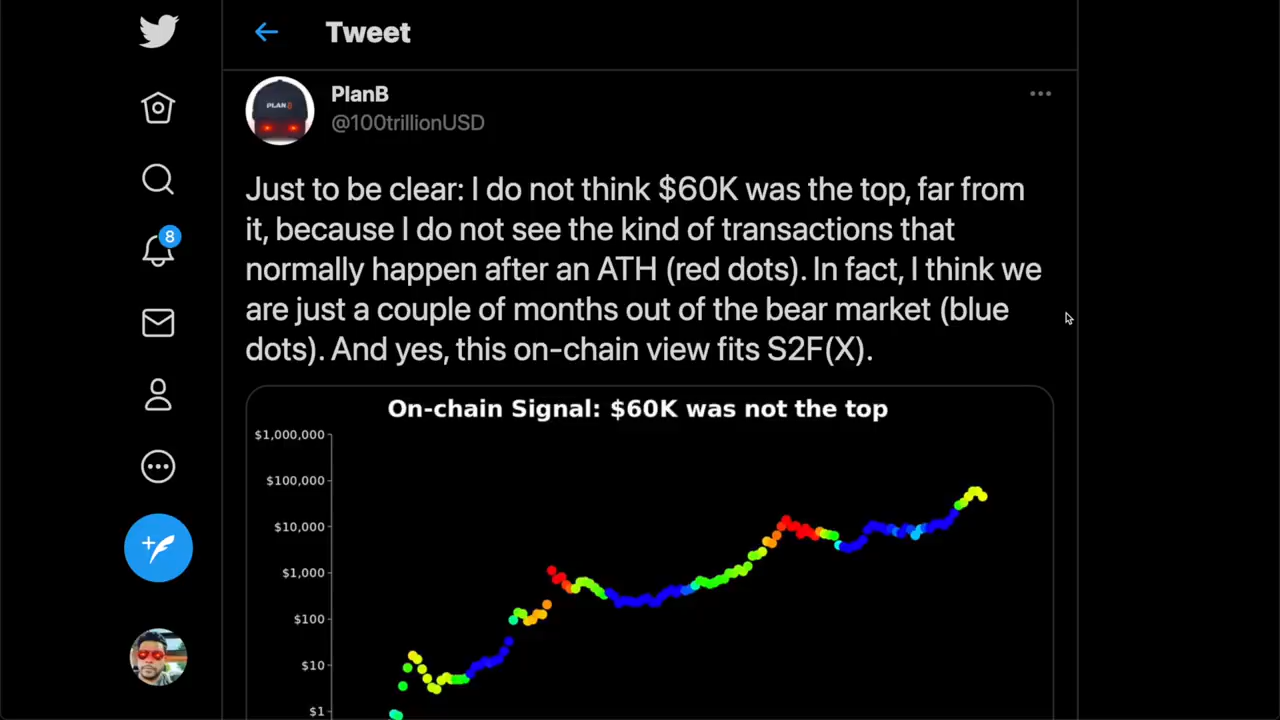 Tweet
PlanB
@100trillionUSD
PLANB
8
Just to be clear: I do not think $60K was the top, far from
it, because I do not see the kind of transactions that
normally happen after an ATH (red dots). In fact, I think we
are just a couple of months out of the bear market (blue
dots). And yes, this on-chain view fits S2F(X).
On-chain Signal: $60K was not the top
$1,000,000
$100,000
$10,000
$1,000
$100
$10
$1